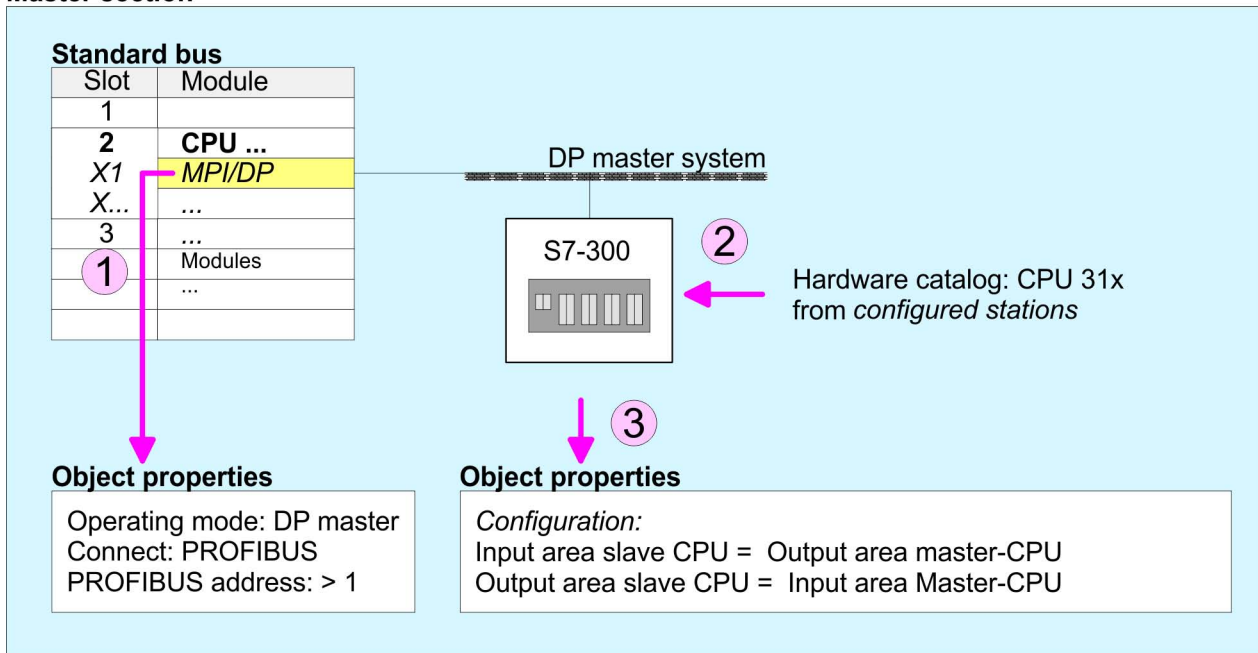 Master section
Standard bus
Slot Module
1
2 CPU ...
X1 MPI/DP
X... ...
3 ...
1 Modules
...
DP master system
S7-300
2
Hardware catalog: CPU 31x
from configured stations
3
Object properties
Operating mode: DP master
Connect: PROFIBUS
PROFIBUS address: > 1
Object properties
Configuration:
Input area slave CPU = Output area master-CPU
Output area slave CPU = Input area Master-CPU